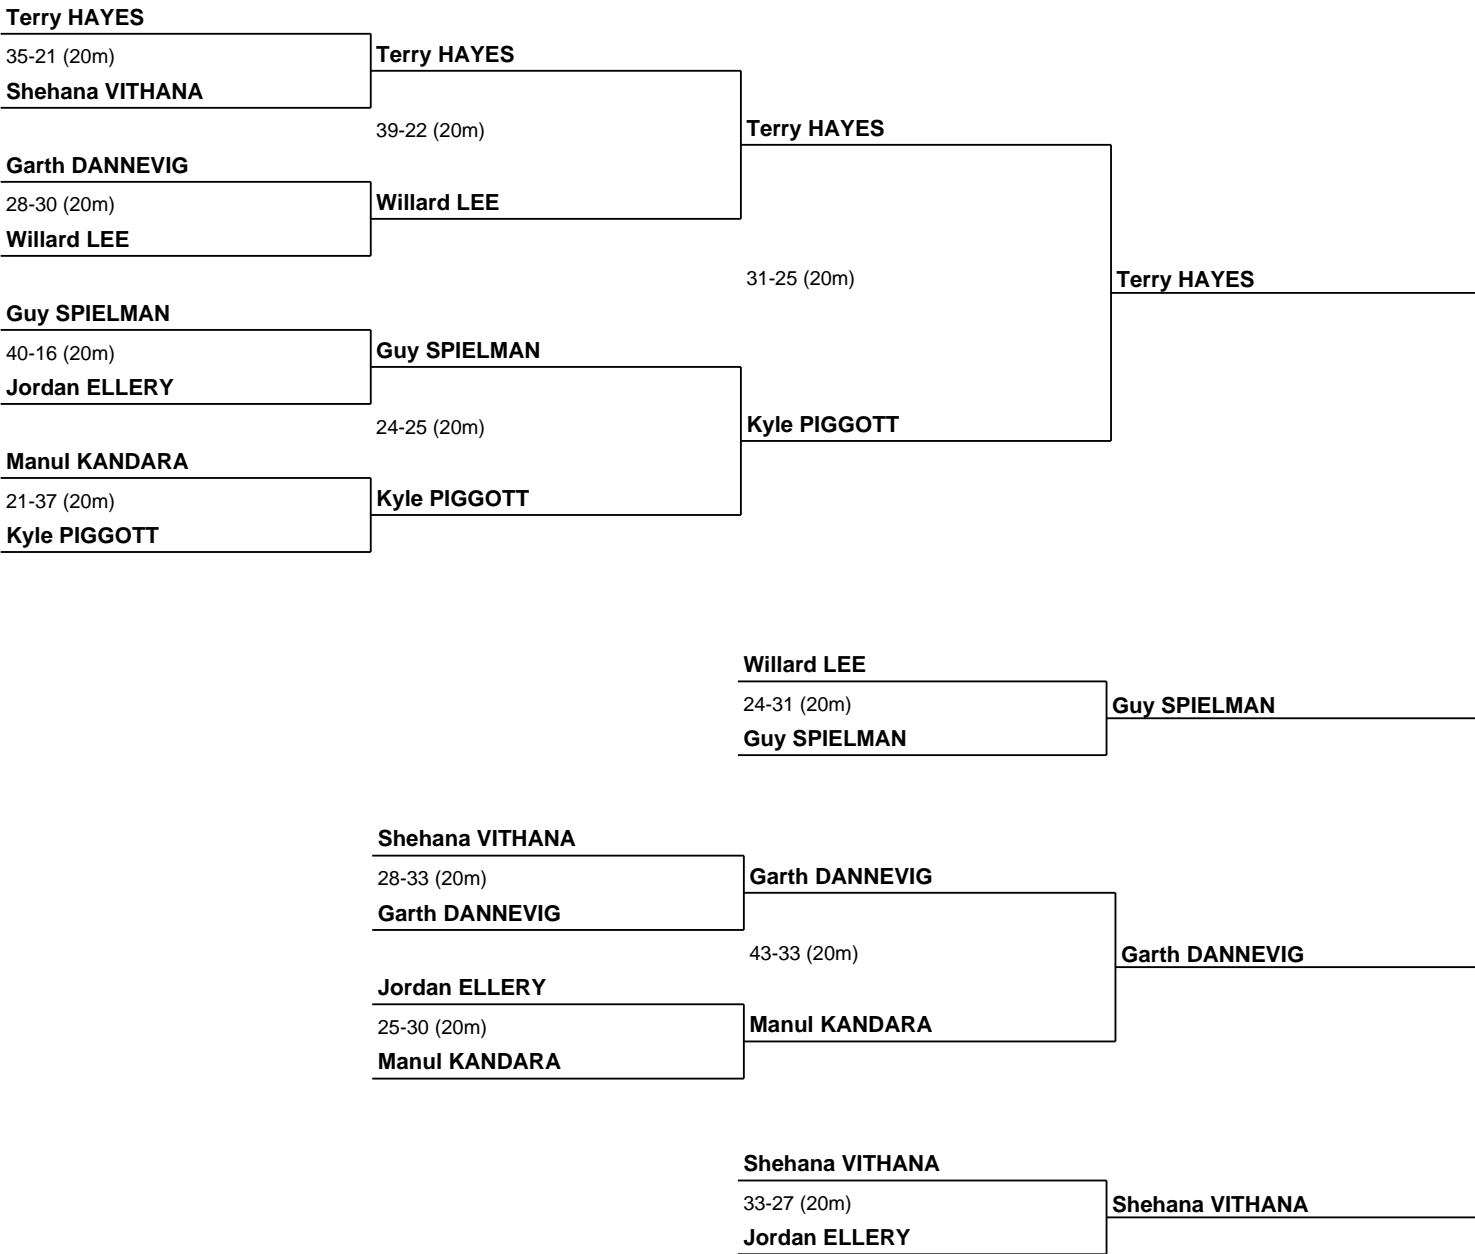 Terry HAYES
35-21 (20m)
Terry HAYES
Shehana VITHANA
39-22 (20m)
Terry HAYES
Garth DANNEVIG
28-30 (20m)
Willard LEE
Willard LEE
31-25 (20m)
Terry HAYES
Guy SPIELMAN
40-16 (20m)
Guy SPIELMAN
Jordan ELLERY
24-25 (20m)
Kyle PIGGOTT
Manul KANDARA
21-37 (20m)
Kyle PIGGOTT
Kyle PIGGOTT
Willard LEE
24-31 (20m)
Guy SPIELMAN
Guy SPIELMAN
Shehana VITHANA
28-33 (20m)
Garth DANNEVIG
Garth DANNEVIG
43-33 (20m)
Garth DANNEVIG
Jordan ELLERY
25-30 (20m)
Manul KANDARA
Manul KANDARA
Shehana VITHANA
33-27 (20m)
Shehana VITHANA
Jordan ELLERY